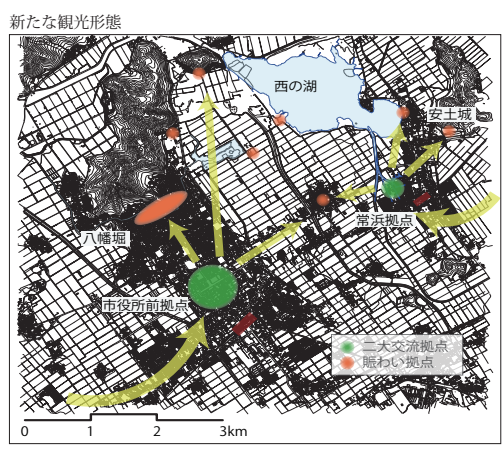 新たな観光形態
西の湖
安土城
常浜拠点
八幡堀
市役所前拠点
二大交流拠点
賑わい拠点
0 1 2 3km